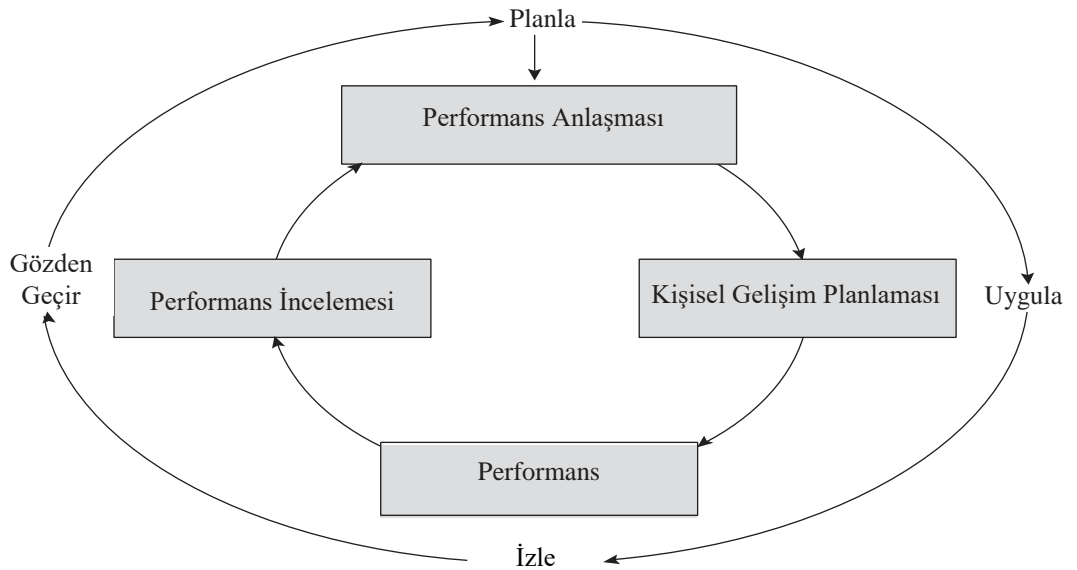 Planla
Performans Anlaşması
Gözden
Geçir
Performans İncelemesi
Kişisel Gelişim Planlaması
Uygula
Performans
İzle